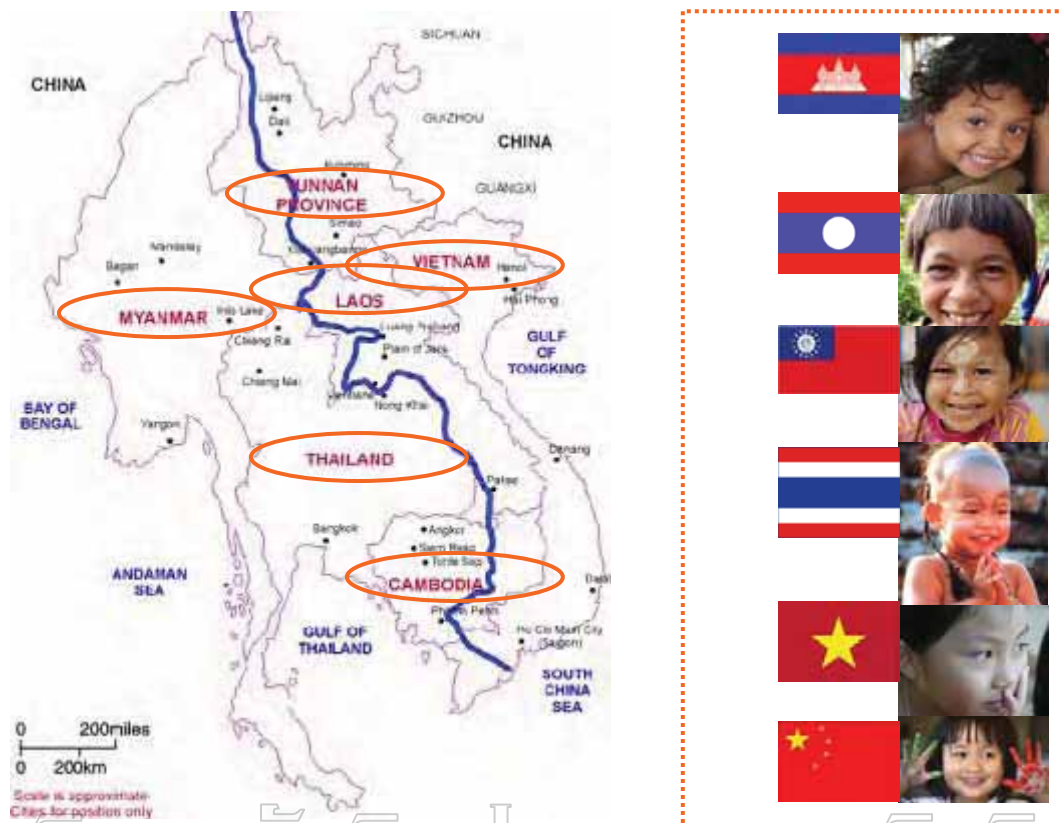 SICHUAN
CHINA
Lijiang
Dali
GUIZHOU
CHINA
Kunming
GUANGXI
YUNNAN
PROVINCE
Simao
Mandalay
VIETNAM
Hanoi
Bagan
LAOS
Hai Phong
MYANMAR
Inle Lake
Luang Prabang
Chiang Rai
GULF
OF
TONGKING
Plain of Jars
Chiang Mai
Vientiane
Nong Khai
BAY OF
BENGAL
Yangon
Danang
THAILAND
Pakse
Bangkok
Angkor
Siem Reap
Tonle Sap
ANDAMAN
SEA
CAMBODIA
Phnom Penh
GULF OF
THAILAND
Ho Chi Minh City
(Saigon)
SOUTH
CHINA
SEA
0 200miles
0 200km
Scale is approximate
Cities for position only